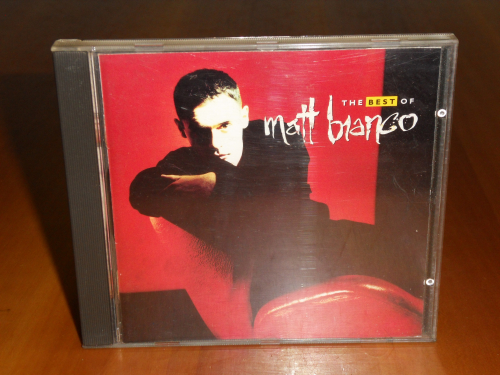 THE BEST OF
matt bianco